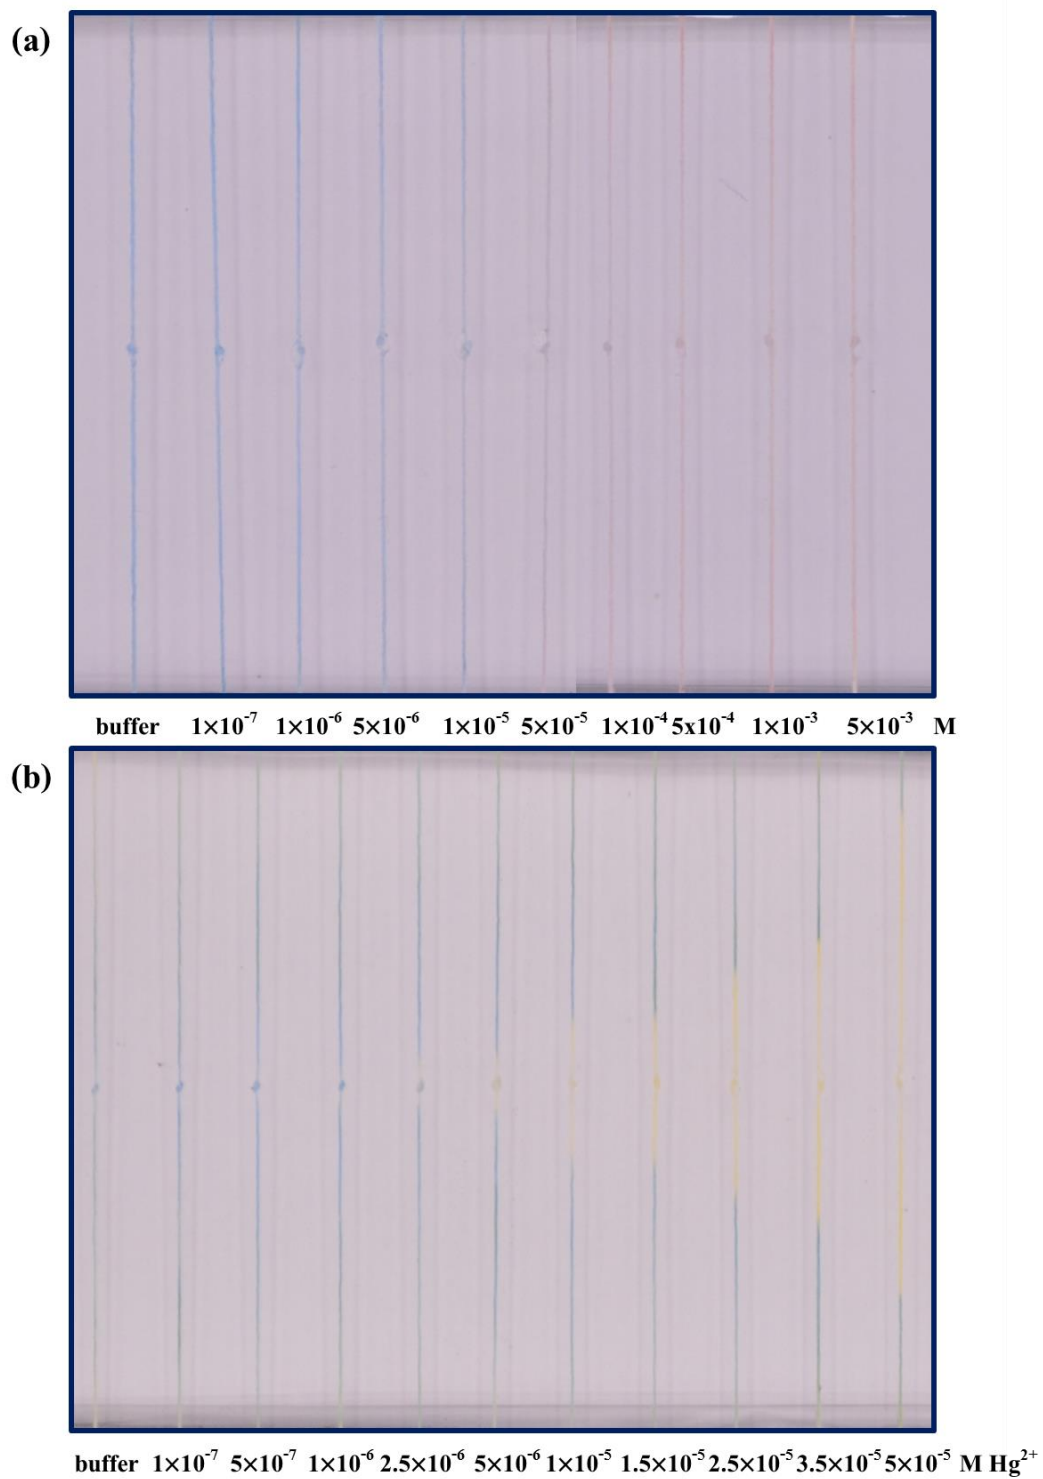 (a)
buffer 1×10⁻⁷ 1×10⁻⁶ 5×10⁻⁶ 1×10⁻⁵ 5×10⁻⁵ 1×10⁻⁴ 5x10⁻⁴ 1×10⁻³ 5×10⁻³ M
(b)
buffer 1×10⁻⁷ 5×10⁻⁷ 1×10⁻⁶ 2.5×10⁻⁶ 5×10⁻⁶ 1×10⁻⁵ 1.5×10⁻⁵ 2.5×10⁻⁵ 3.5×10⁻⁵ 5×10⁻⁵ M Hg²⁺